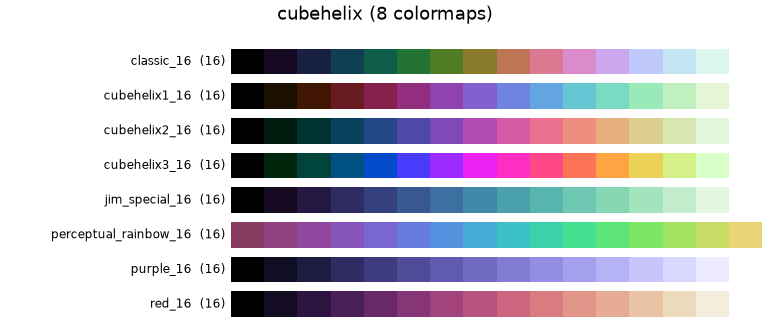 cubehelix (8 colormaps)
classic_16 (16)
cubehelix1_16 (16)
cubehelix2_16 (16)
cubehelix3_16 (16)
jim_special_16 (16)
perceptual_rainbow_16 (16)
purple_16 (16)
red_16 (16)